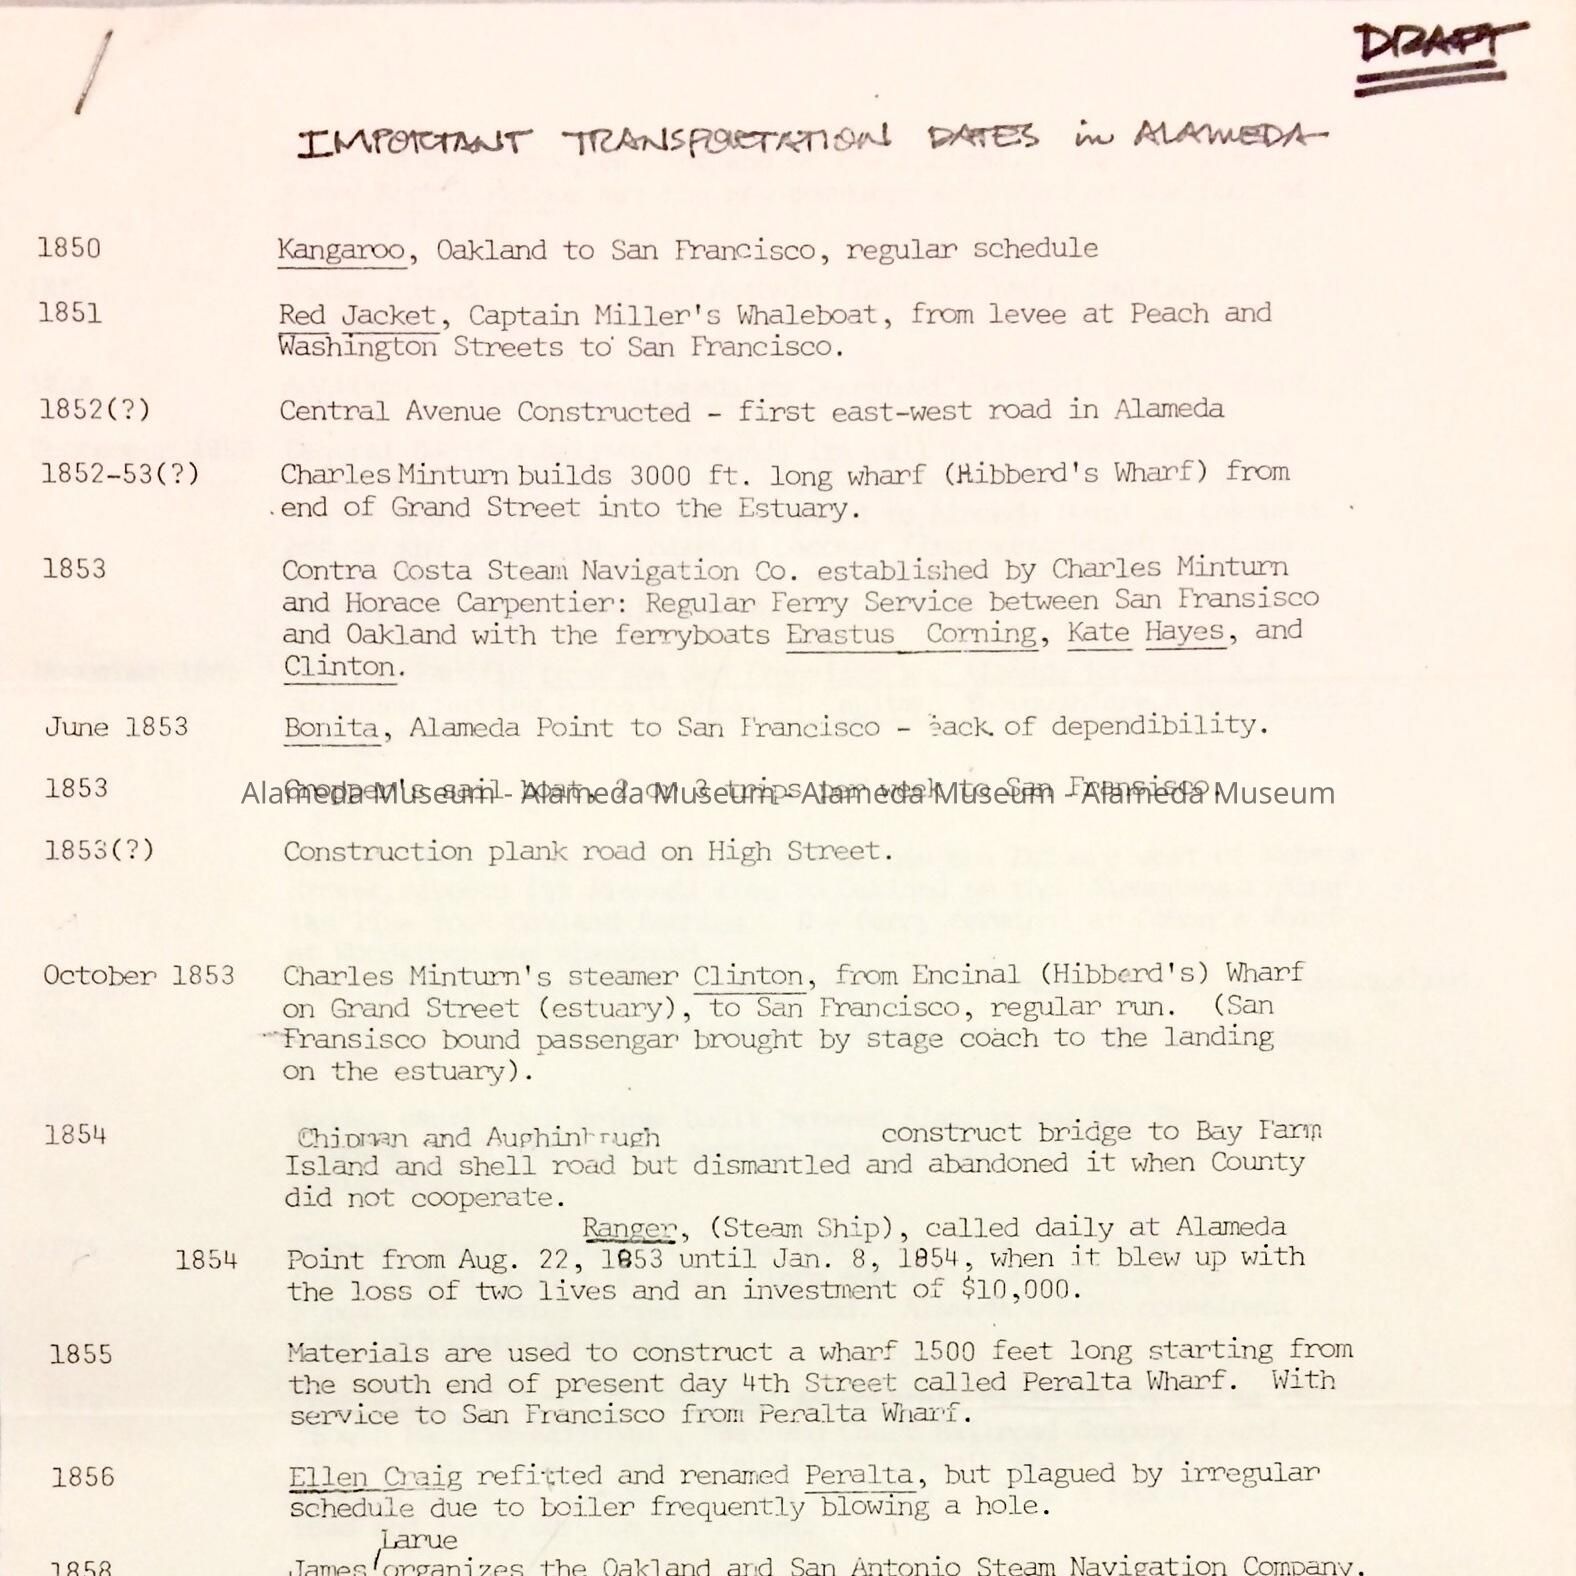 /
DRAFT
IMPORTANT TRANSPORTATION DATES in ALAMEDA
1850 Kangaroo, Oakland to San Francisco, regular schedule
1851 Red Jacket, Captain Miller's Whaleboat, from levee at Peach and
Washington Streets to San Francisco.
1852(?) Central Avenue Constructed - first east-west road in Alameda
1852-53(?) Charles Minturn builds 3000 ft. long wharf (Hibberd's Wharf) from
end of Grand Street into the Estuary.
1853 Contra Costa Steam Navigation Co. established by Charles Minturn
and Horace Carpentier: Regular Ferry Service between San Fransisco
and Oakland with the ferryboats Erastus Corning, Kate Hayes, and
Clinton.
June 1853 Bonita, Alameda Point to San Francisco - lack of dependibility.
1853 sail boat, 2 or 3 trips per week to San Fransisco.
Alameda Museum - Alameda Museum - Alameda Museum - Alameda Museum
1853(?) Construction plank road on High Street.
October 1853 Charles Minturn's steamer Clinton, from Encinal (Hibberd's) Wharf
on Grand Street (estuary), to San Francisco, regular run. (San
Fransisco bound passengar brought by stage coach to the landing
on the estuary).
1854 Chipman and Aughinbrugh construct bridge to Bay Farm
Island and shell road but dismantled and abandoned it when County
did not cooperate.
Ranger, (Steam Ship), called daily at Alameda
1854 Point from Aug. 22, 1853 until Jan. 8, 1854, when it blew up with
the loss of two lives and an investment of $10,000.
1855 Materials are used to construct a wharf 1500 feet long starting from
the south end of present day 4th Street called Peralta Wharf. With
service to San Francisco from Peralta Wharf.
1856 Ellen Craig refitted and renamed Peralta, but plagued by irregular
schedule due to boiler frequently blowing a hole.
Larue
1858 James organizes the Oakland and San Antonio Steam Navigation Company.